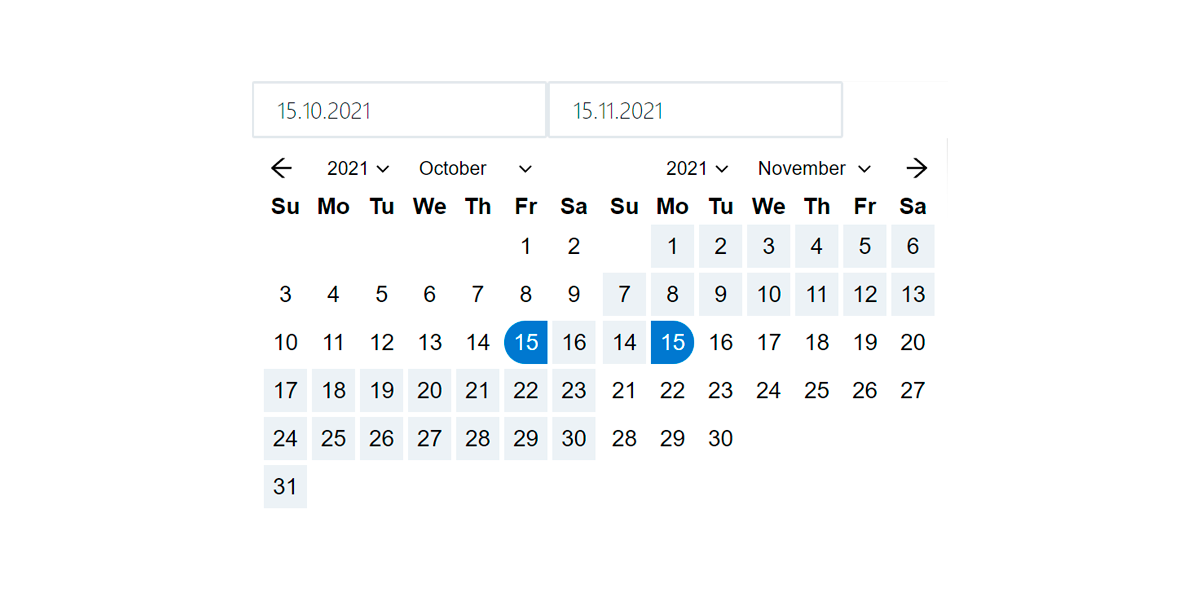 15.10.2021 15.11.2021
2021 October 2021 November
Su Mo Tu We Th Fr Sa Su Mo Tu We Th Fr Sa
1 2 1 2 3 4 5 6
3 4 5 6 7 8 9 7 8 9 10 11 12 13
10 11 12 13 14 15 16 14 15 16 17 18 19 20
17 18 19 20 21 22 23 21 22 23 24 25 26 27
24 25 26 27 28 29 30 28 29 30
31